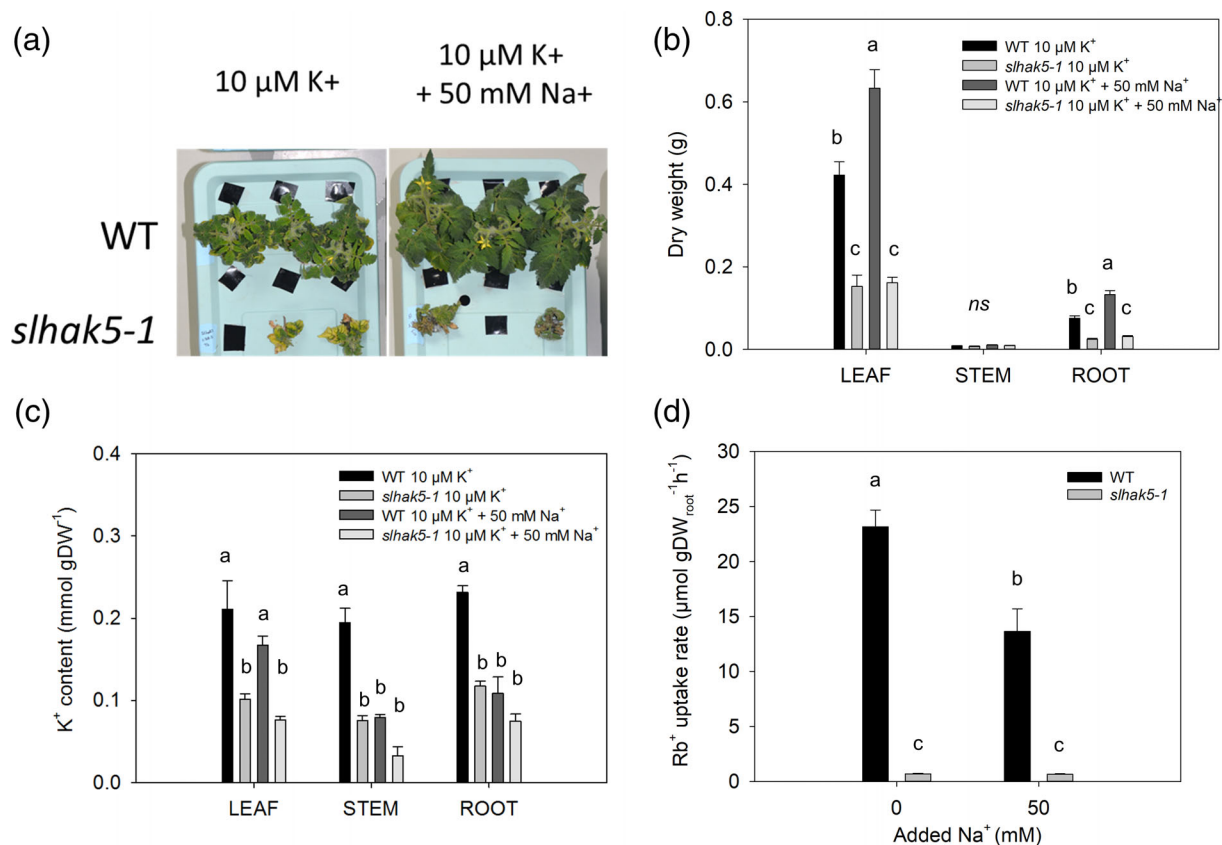 (a)
10 µM K+
10 µM K+
+ 50 mM Na+
WT
slhak5-1
(b)
Dry weight (g)
0.8
0.6
0.4
0.2
0.0
WT 10 µM K⁺
slhak5-1 10 µM K⁺
WT 10 µM K⁺ + 50 mM Na⁺
slhak5-1 10 µM K⁺ + 50 mM Na⁺
b
c
a
c
ns
b
c
a
c
LEAF STEM ROOT
(c)
K⁺ content (mmol gDW⁻¹)
0.4
0.3
0.2
0.1
0.0
WT 10 µM K⁺
slhak5-1 10 µM K⁺
WT 10 µM K⁺ + 50 mM Na⁺
slhak5-1 10 µM K⁺ + 50 mM Na⁺
a
b
a
b
a
b
b
b
a
b
b
b
LEAF STEM ROOT
(d)
Rb⁺ uptake rate (µmol gDWroot⁻¹h⁻¹)
30
25
20
15
10
5
0
WT
slhak5-1
a
c
b
c
0 50
Added Na⁺ (mM)